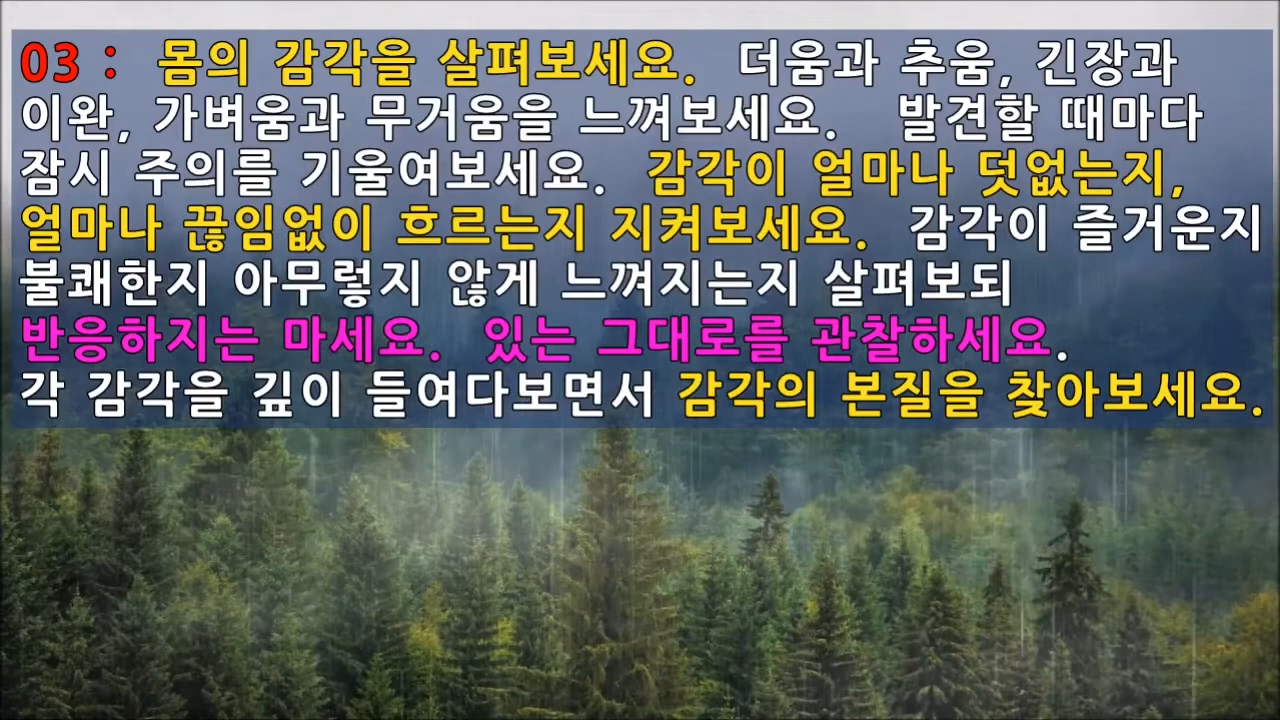 03 : 몸의 감각을 살펴보세요. 더움과 추움, 긴장과
이완, 가벼움과 무거움을 느껴보세요. 발견할 때마다
잠시 주의를 기울여보세요. 감각이 얼마나 덧없는지,
얼마나 끊임없이 흐르는지 지켜보세요. 감각이 즐거운지
불쾌한지 아무렇지 않게 느껴지는지 살펴보되
반응하지는 마세요. 있는 그대로를 관찰하세요.
각 감각을 깊이 들여다보면서 감각의 본질을 찾아보세요.